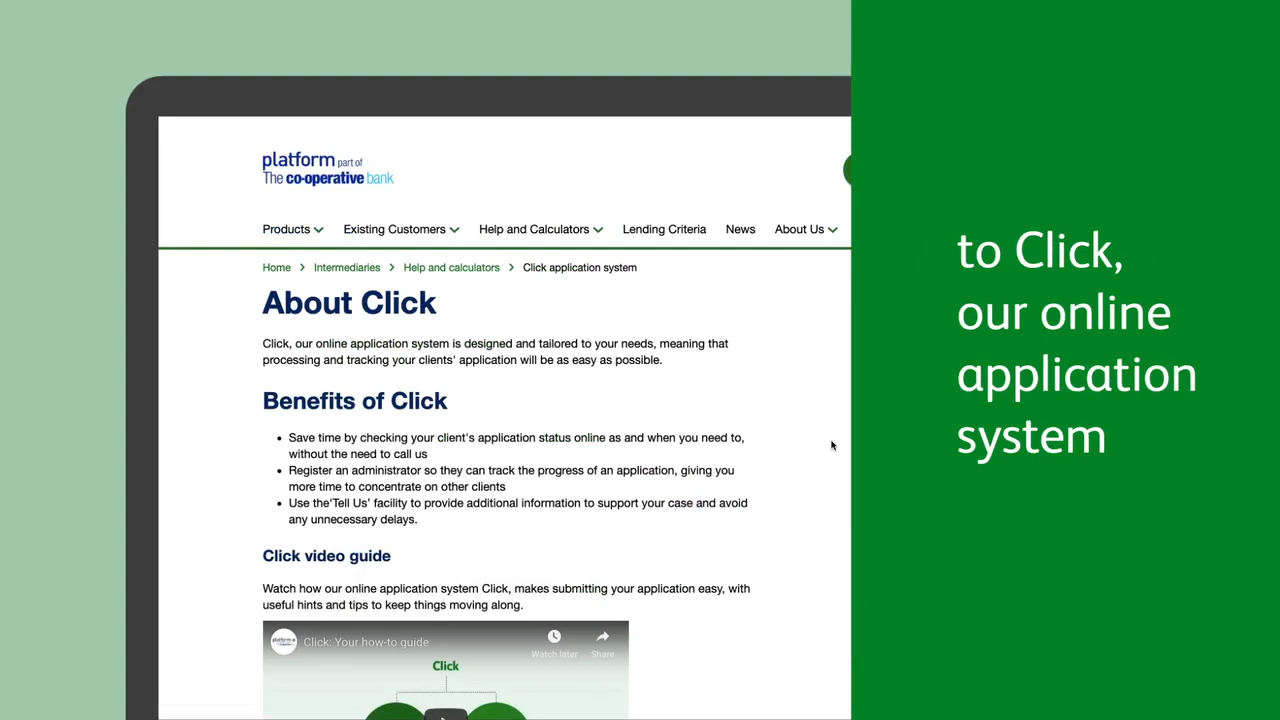 platform part of
The co-operative bank
Products
Existing Customers
Help and Calculators
Lending Criteria
News
About Us
Home
Intermediaries
Help and calculators
Click application system
About Click
Click, our online application system is designed and tailored to your needs, meaning that
processing and tracking your clients' application will be as easy as possible.
Benefits of Click
Save time by checking your client's application status online as and when you need to,
without the need to call us
Register an administrator so they can track the progress of an application, giving you
more time to concentrate on other clients
Use the‘Tell Us’ facility to provide additional information to support your case and avoid
any unnecessary delays.
Click video guide
Watch how our online application system Click, makes submitting your application easy, with
useful hints and tips to keep things moving along.
Click: Your how-to guide
Watch later
Share
Click
to Click,
our online
application
system